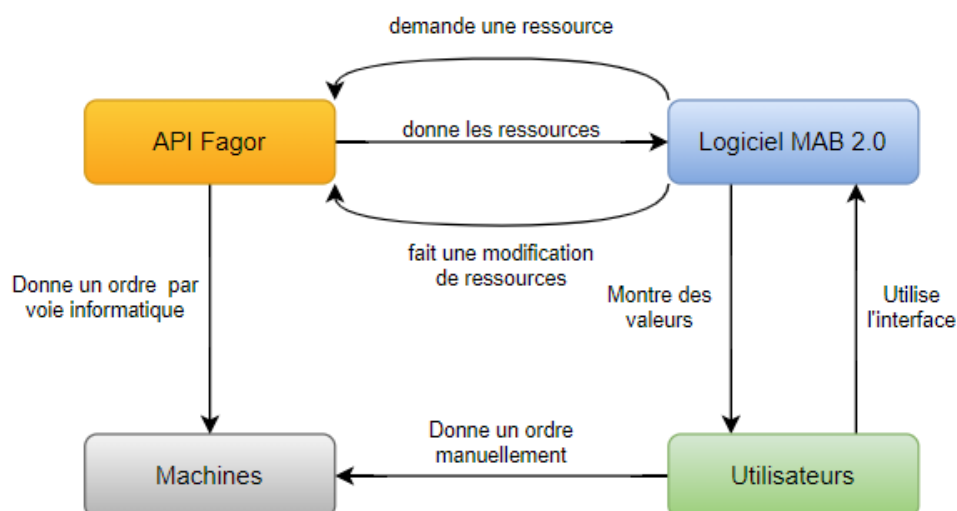 demande une ressource
API Fagor
donne les ressources
Logiciel MAB 2.0
fait une modification
de ressources
Donne un ordre  par
voie informatique
Montre des
valeurs
Utilise
l'interface
Donne un ordre
manuellement
Machines
Utilisateurs